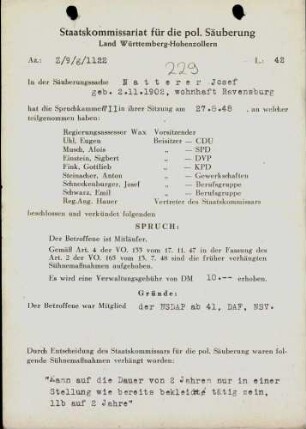 Staatskommissariat für die pol. Säuberung
Land Württemberg-Hohenzollern
Az.: Z/9/g/1122 L.: 42
229
In der Säuberungssache Natterer Josef
geb. 2.11.1902, wohnhaft Ravensburg
hat die Spruchkammer II in ihrer Sitzung am 27.8.48 , an welcher
teilgenommen haben:
Regierungsassessor Wax Vorsitzender
Uhl, Eugen Beisitzer — CDU
Musch, Alois „ — SPD
Einstein, Sigbert „ — DVP
Fink, Gottlieb „ — KPD
Steinacher, Anton „ — Gewerkschaften
Schneckenburger, Josef „ — Berufsgruppe
Schwarz, Emil „ — Berufsgruppe
Reg.Ang. Hauer Vertreter des Staatskommissars
beschlossen und verkündet folgenden
SPRUCH:
Der Betroffene ist Mitläufer.
Gemäß Art. 4 der VO. 133 vom 17. 11. 47 in der Fassung des
Art. 2 der VO. 165 vom 13. 7. 48 sind die früher verhängten
Sühnemaßnahmen aufgehoben.
Es wird eine Verwaltungsgebühr von DM 10.-- erhoben.
Gründe:
Der Betroffene war Mitglied der NSDAP ab 41, DAF, NSV.
Durch Entscheidung des Staatskommissars für die pol. Säuberung waren fol-
gende Sühnemaßnahmen verhängt worden:
"Kann auf die Dauer von 2 Jahren nur in einer
Stellung wie bereits bekleidet tätig sein,
llb auf 2 Jahre"